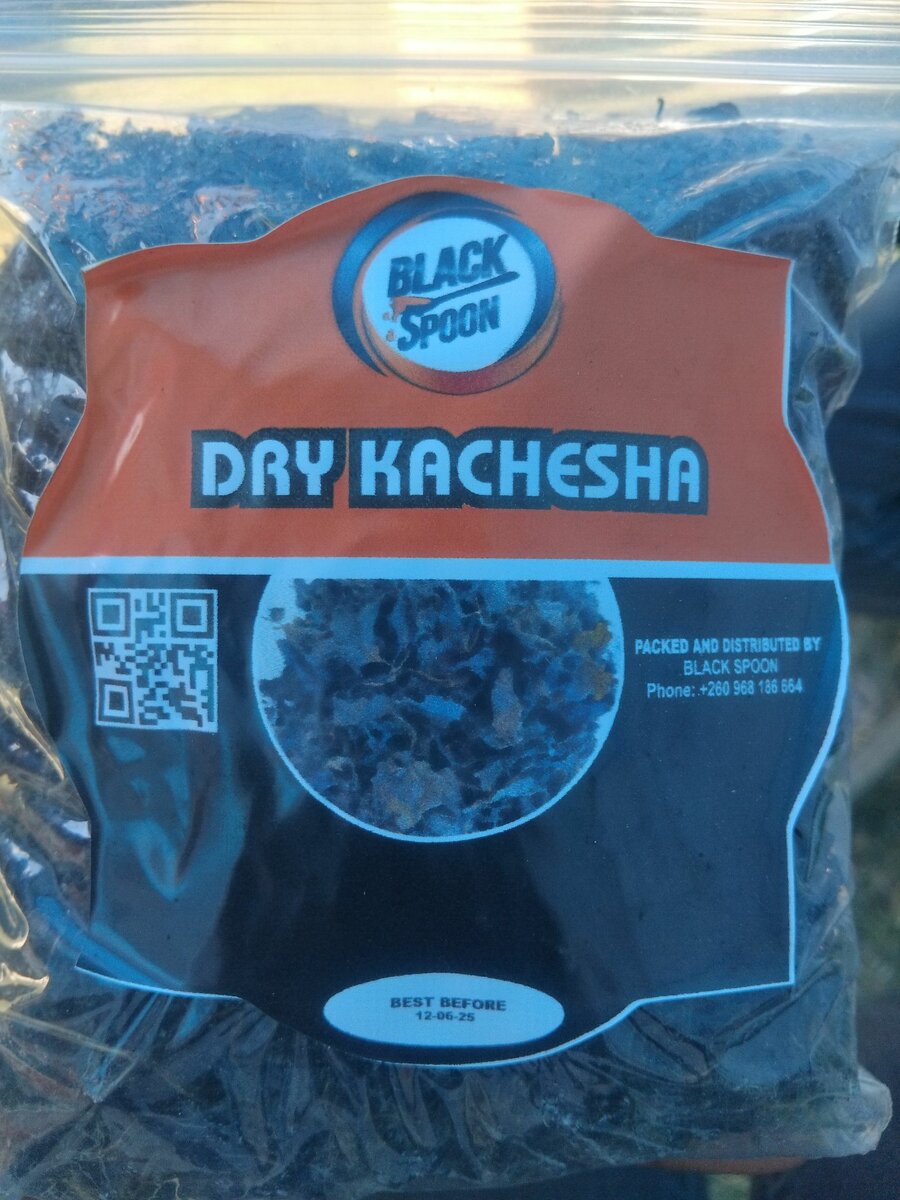 BLACK
SPOON
DRY KACHESHA
PACKED AND DISTRIBUTED BY
BLACK SPOON
Phone: +260 968 186 664
BEST BEFORE
12-06-25